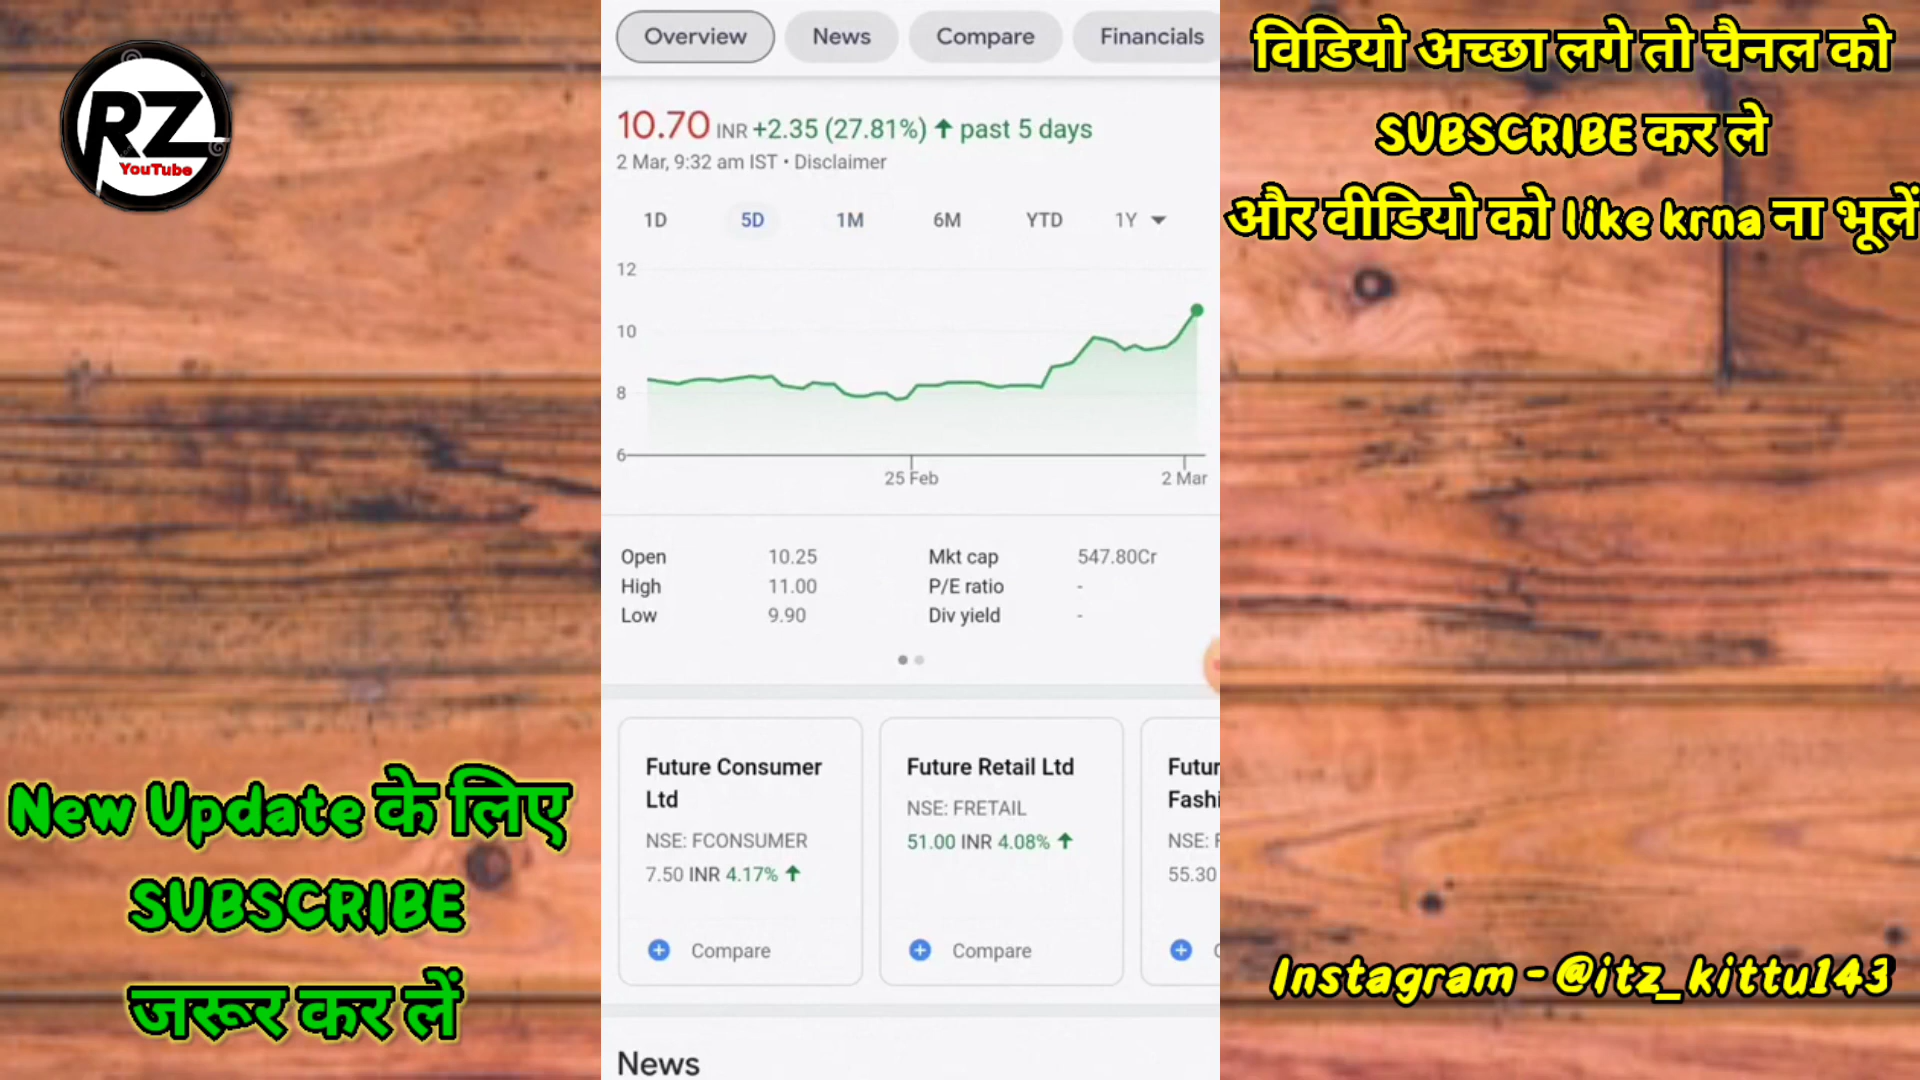 RZ
YouTube
New Update के लिए
SUBSCRIBE
जरूर कर लें
Overview News Compare Financials
10.70 INR +2.35 (27.81%) ↑ past 5 days
2 Mar, 9:32 am IST • Disclaimer
1D 5D 1M 6M YTD 1Y
12
10
8
6
25 Feb 2 Mar
Open 10.25 Mkt cap 547.80Cr
High 11.00 P/E ratio -
Low 9.90 Div yield -
Future Consumer
Ltd
NSE: FCONSUMER
7.50 INR 4.17% ↑
Compare
Future Retail Ltd
NSE: FRETAIL
51.00 INR 4.08% ↑
Compare
Futur
Fashi
NSE: F
55.30
News
विडियो अच्छा लगे तो चैनल को
SUBSCRIBE कर ले
और वीडियो को like krna ना भूलें
Instagram - @itz_kittu143